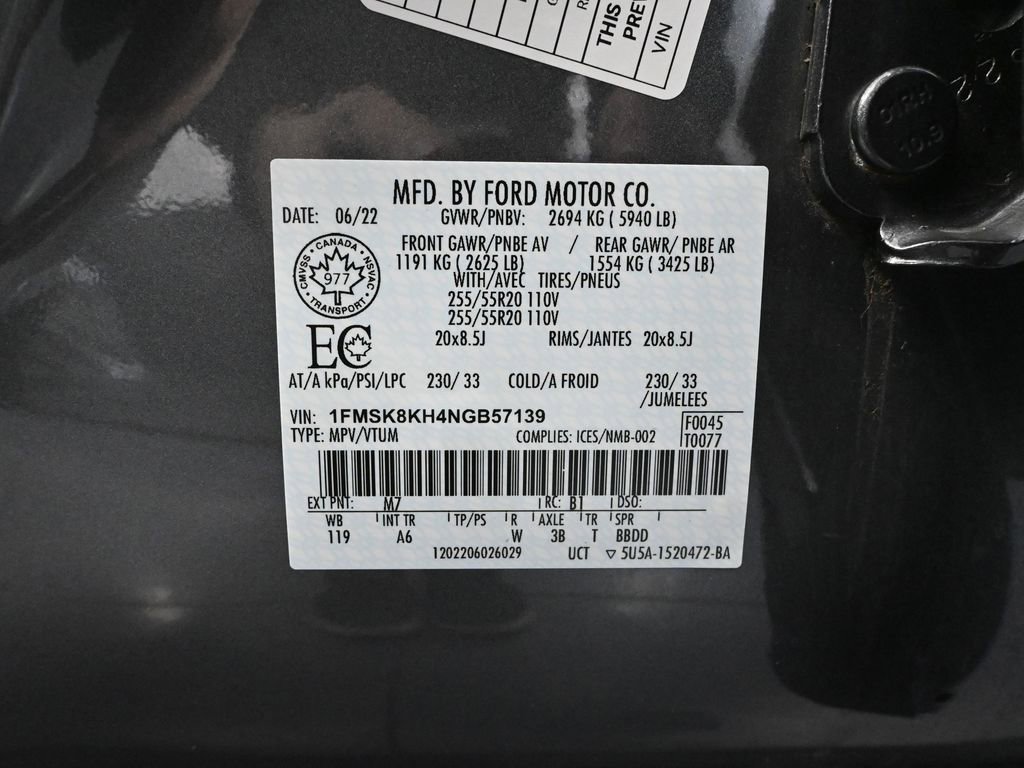 THIS
PREV
VIN
22
01RH
10.9
MFD. BY FORD MOTOR CO.
DATE: 06/22 GVWR/PNBV: 2694 KG ( 5940 LB)
FRONT GAWR/PNBE AV / REAR GAWR/ PNBE AR
1191 KG ( 2625 LB) 1554 KG ( 3425 LB)
WITH/AVEC TIRES/PNEUS
255/55R20 110V
255/55R20 110V
20x8.5J RIMS/JANTES 20x8.5J
CANADA
CMVSS NSVAC
977
TRANSPORT
EC
AT/A kPa/PSI/LPC 230/ 33 COLD/A FROID 230/ 33
/JUMELEES
VIN: 1FMSK8KH4NGB57139
F0045
TYPE: MPV/VTUM COMPLIES: ICES/NMB-002 T0077
EXT PNT: M7 RC: B1 DSO:
WB INT TR TP/PS R AXLE TR SPR
119 A6 W 3B T BBDD
1202206026029 UCT ▽ 5U5A-1520472-BA